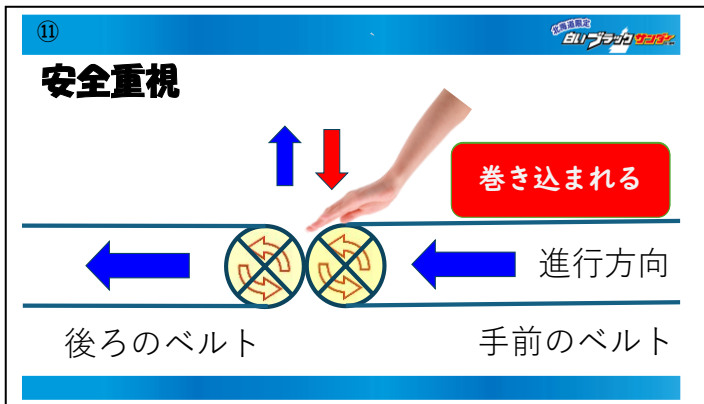 ⑪
北海道限定
白いブラックサンダー
安全重視
巻き込まれる
進行方向
後ろのベルト
手前のベルト